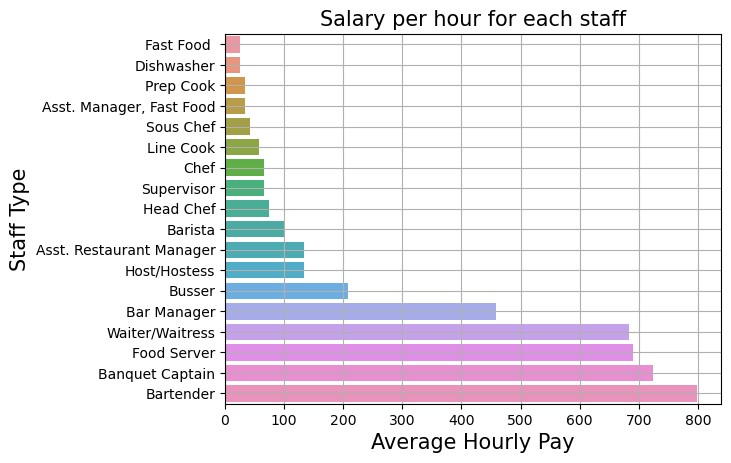 Salary per hour for each staff
Staff Type
Fast Food
Dishwasher
Prep Cook
Asst. Manager, Fast Food
Sous Chef
Line Cook
Chef
Supervisor
Head Chef
Barista
Asst. Restaurant Manager
Host/Hostess
Busser
Bar Manager
Waiter/Waitress
Food Server
Banquet Captain
Bartender
0 100 200 300 400 500 600 700 800
Average Hourly Pay